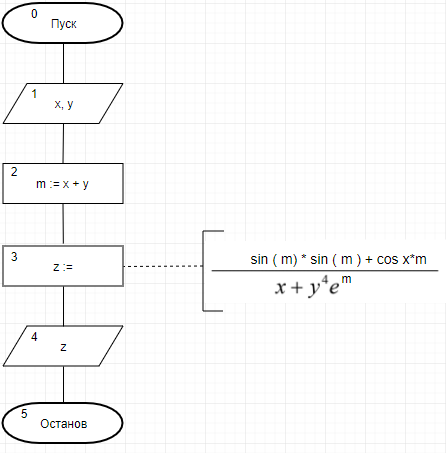 0
Пуск
1
x, y
2
m := x + y
3
z :=
sin ( m) * sin ( m ) + cos x*m
x + y⁴eᵐ
4
z
5
Останов